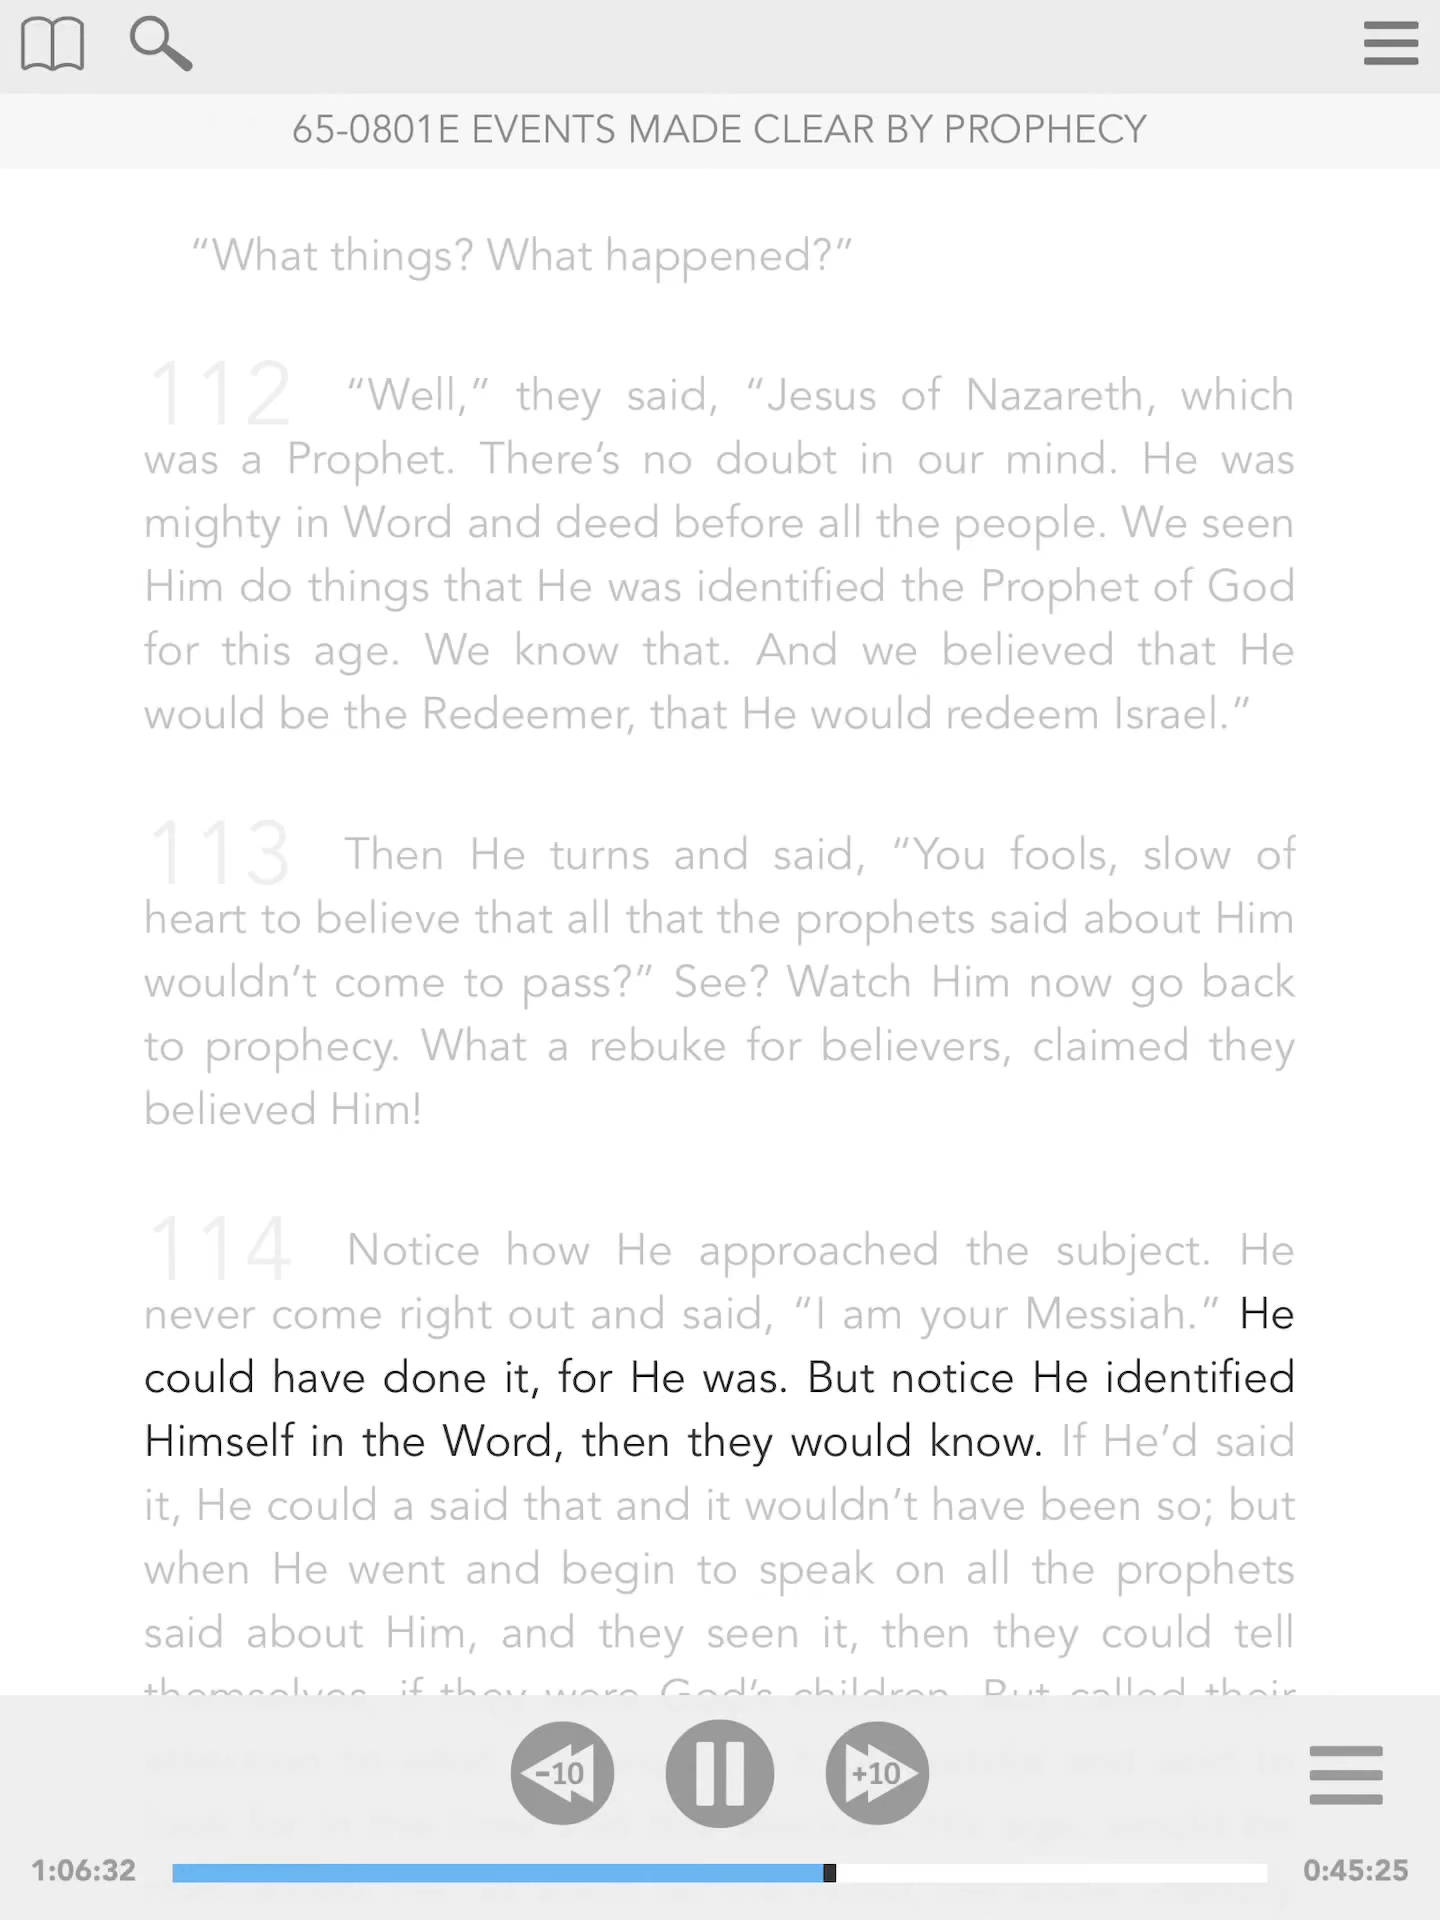 65-0801E EVENTS MADE CLEAR BY PROPHECY
“What things? What happened?”
112 “Well,” they said, “Jesus of Nazareth, which
was a Prophet. There’s no doubt in our mind. He was
mighty in Word and deed before all the people. We seen
Him do things that He was identified the Prophet of God
for this age. We know that. And we believed that He
would be the Redeemer, that He would redeem Israel.”
113 Then He turns and said, “You fools, slow of
heart to believe that all that the prophets said about Him
wouldn’t come to pass?” See? Watch Him now go back
to prophecy. What a rebuke for believers, claimed they
believed Him!
114 Notice how He approached the subject. He
never come right out and said, “I am your Messiah.” He
could have done it, for He was. But notice He identified
Himself in the Word, then they would know. If He’d said
it, He could a said that and it wouldn’t have been so; but
when He went and begin to speak on all the prophets
said about Him, and they seen it, then they could tell
themselves, if they were God’s children. But called their
-10 +10
1:06:32 0:45:25